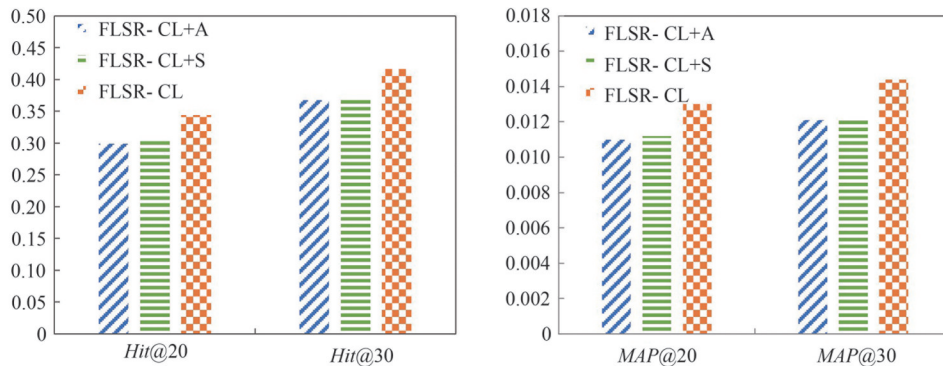 0.50
0.45
0.40
0.35
0.30
0.25
0.20
0.15
0.10
0.05
0
FLSR- CL+A
FLSR- CL+S
FLSR- CL
Hit@20
Hit@30
0.018
0.016
0.014
0.012
0.010
0.008
0.006
0.004
0.002
0
FLSR- CL+A
FLSR- CL+S
FLSR- CL
MAP@20
MAP@30